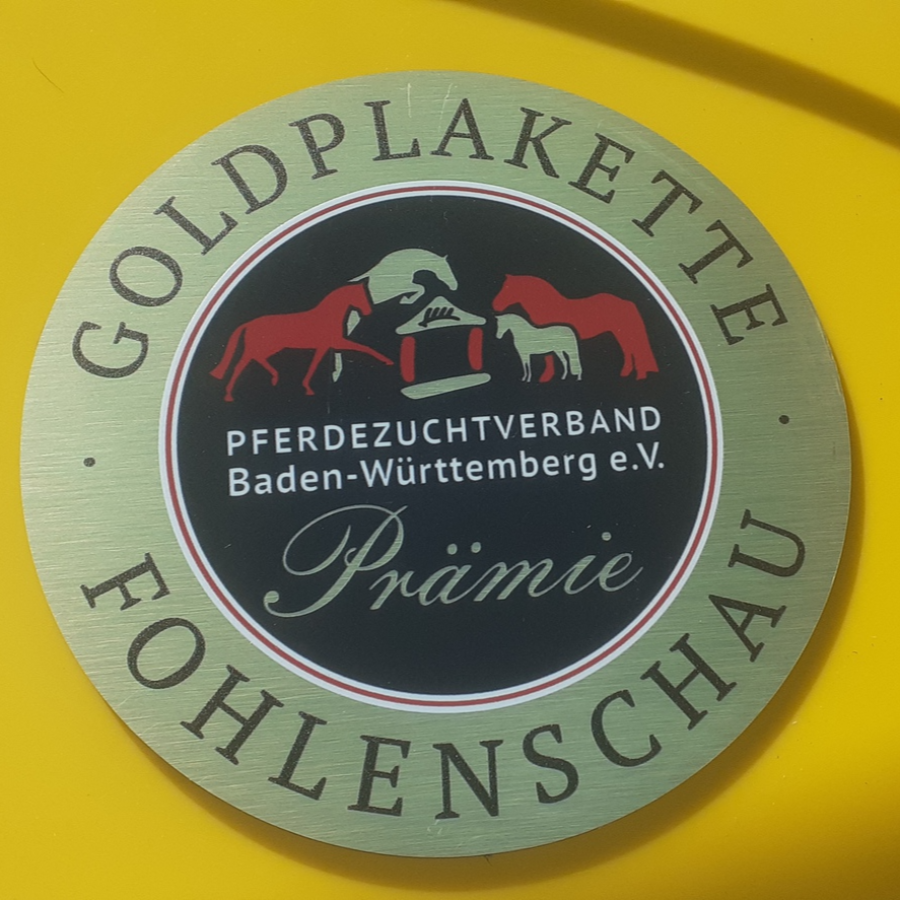 GOLDPLAKETTE
PFERDEZUCHTVERBAND
Baden-Württemberg e.V.
Prämie
FOHLENSCHAU